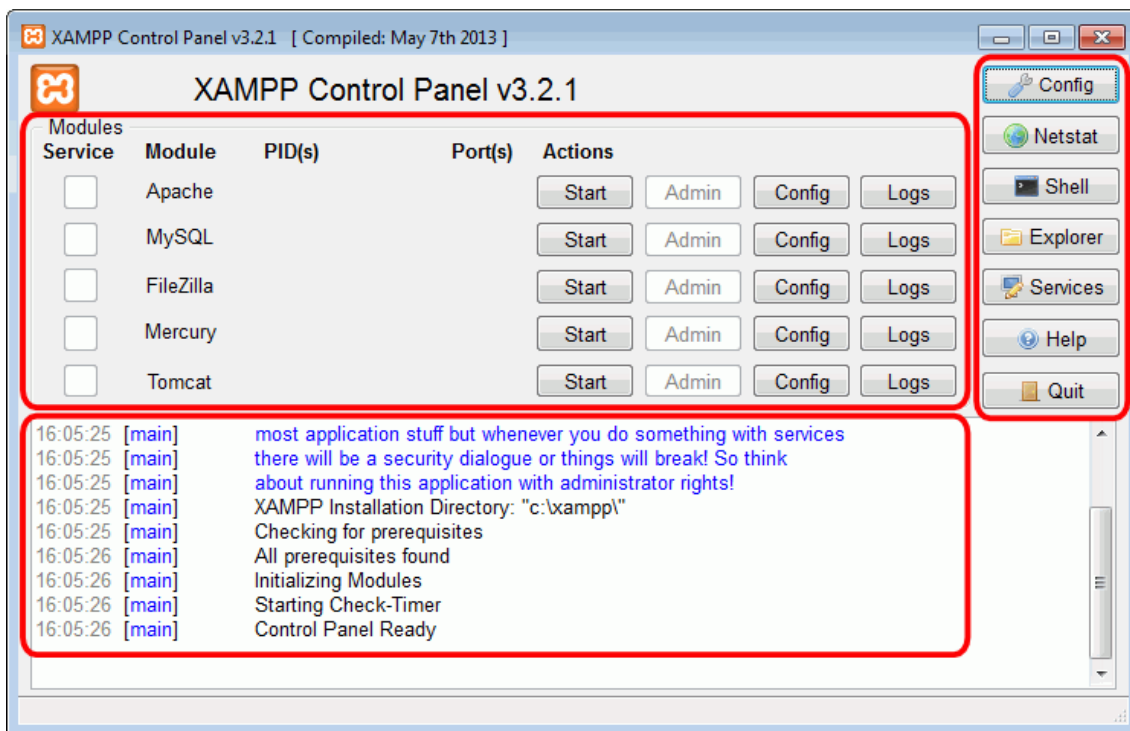 XAMPP Control Panel v3.2.1 [ Compiled: May 7th 2013 ]
XAMPP Control Panel v3.2.1
Modules
Service Module PID(s) Port(s) Actions
Apache Start Admin Config Logs
MySQL Start Admin Config Logs
FileZilla Start Admin Config Logs
Mercury Start Admin Config Logs
Tomcat Start Admin Config Logs
Config
Netstat
Shell
Explorer
Services
Help
Quit
16:05:25 [main] most application stuff but whenever you do something with services
16:05:25 [main] there will be a security dialogue or things will break! So think
16:05:25 [main] about running this application with administrator rights!
16:05:25 [main] XAMPP Installation Directory: "c:\xampp\"
16:05:25 [main] Checking for prerequisites
16:05:26 [main] All prerequisites found
16:05:26 [main] Initializing Modules
16:05:26 [main] Starting Check-Timer
16:05:26 [main] Control Panel Ready